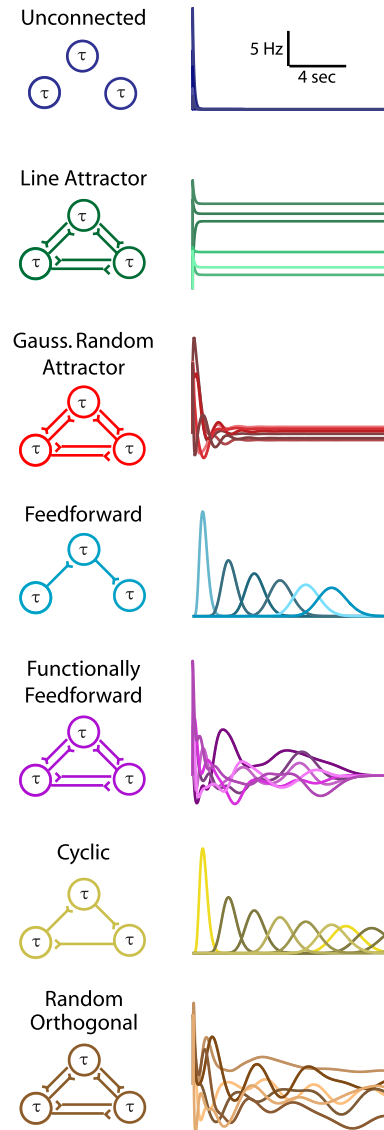 Unconnected
τ
τ
τ
5 Hz
4 sec
Line Attractor
τ
τ
τ
Gauss. Random
Attractor
τ
τ
τ
Feedforward
τ
τ
τ
Functionally
Feedforward
τ
τ
τ
Cyclic
τ
τ
τ
Random
Orthogonal
τ
τ
τ